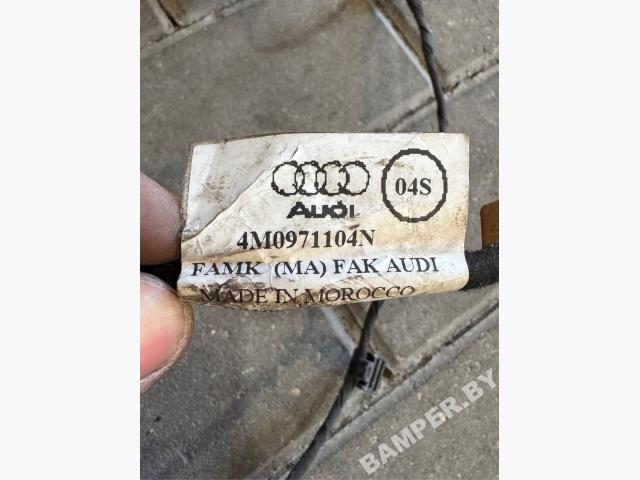 Audi
04S
4M0971104N
FAMK (MA) FAK AUDI
MADE IN MOROCCO
BAMPER.BY